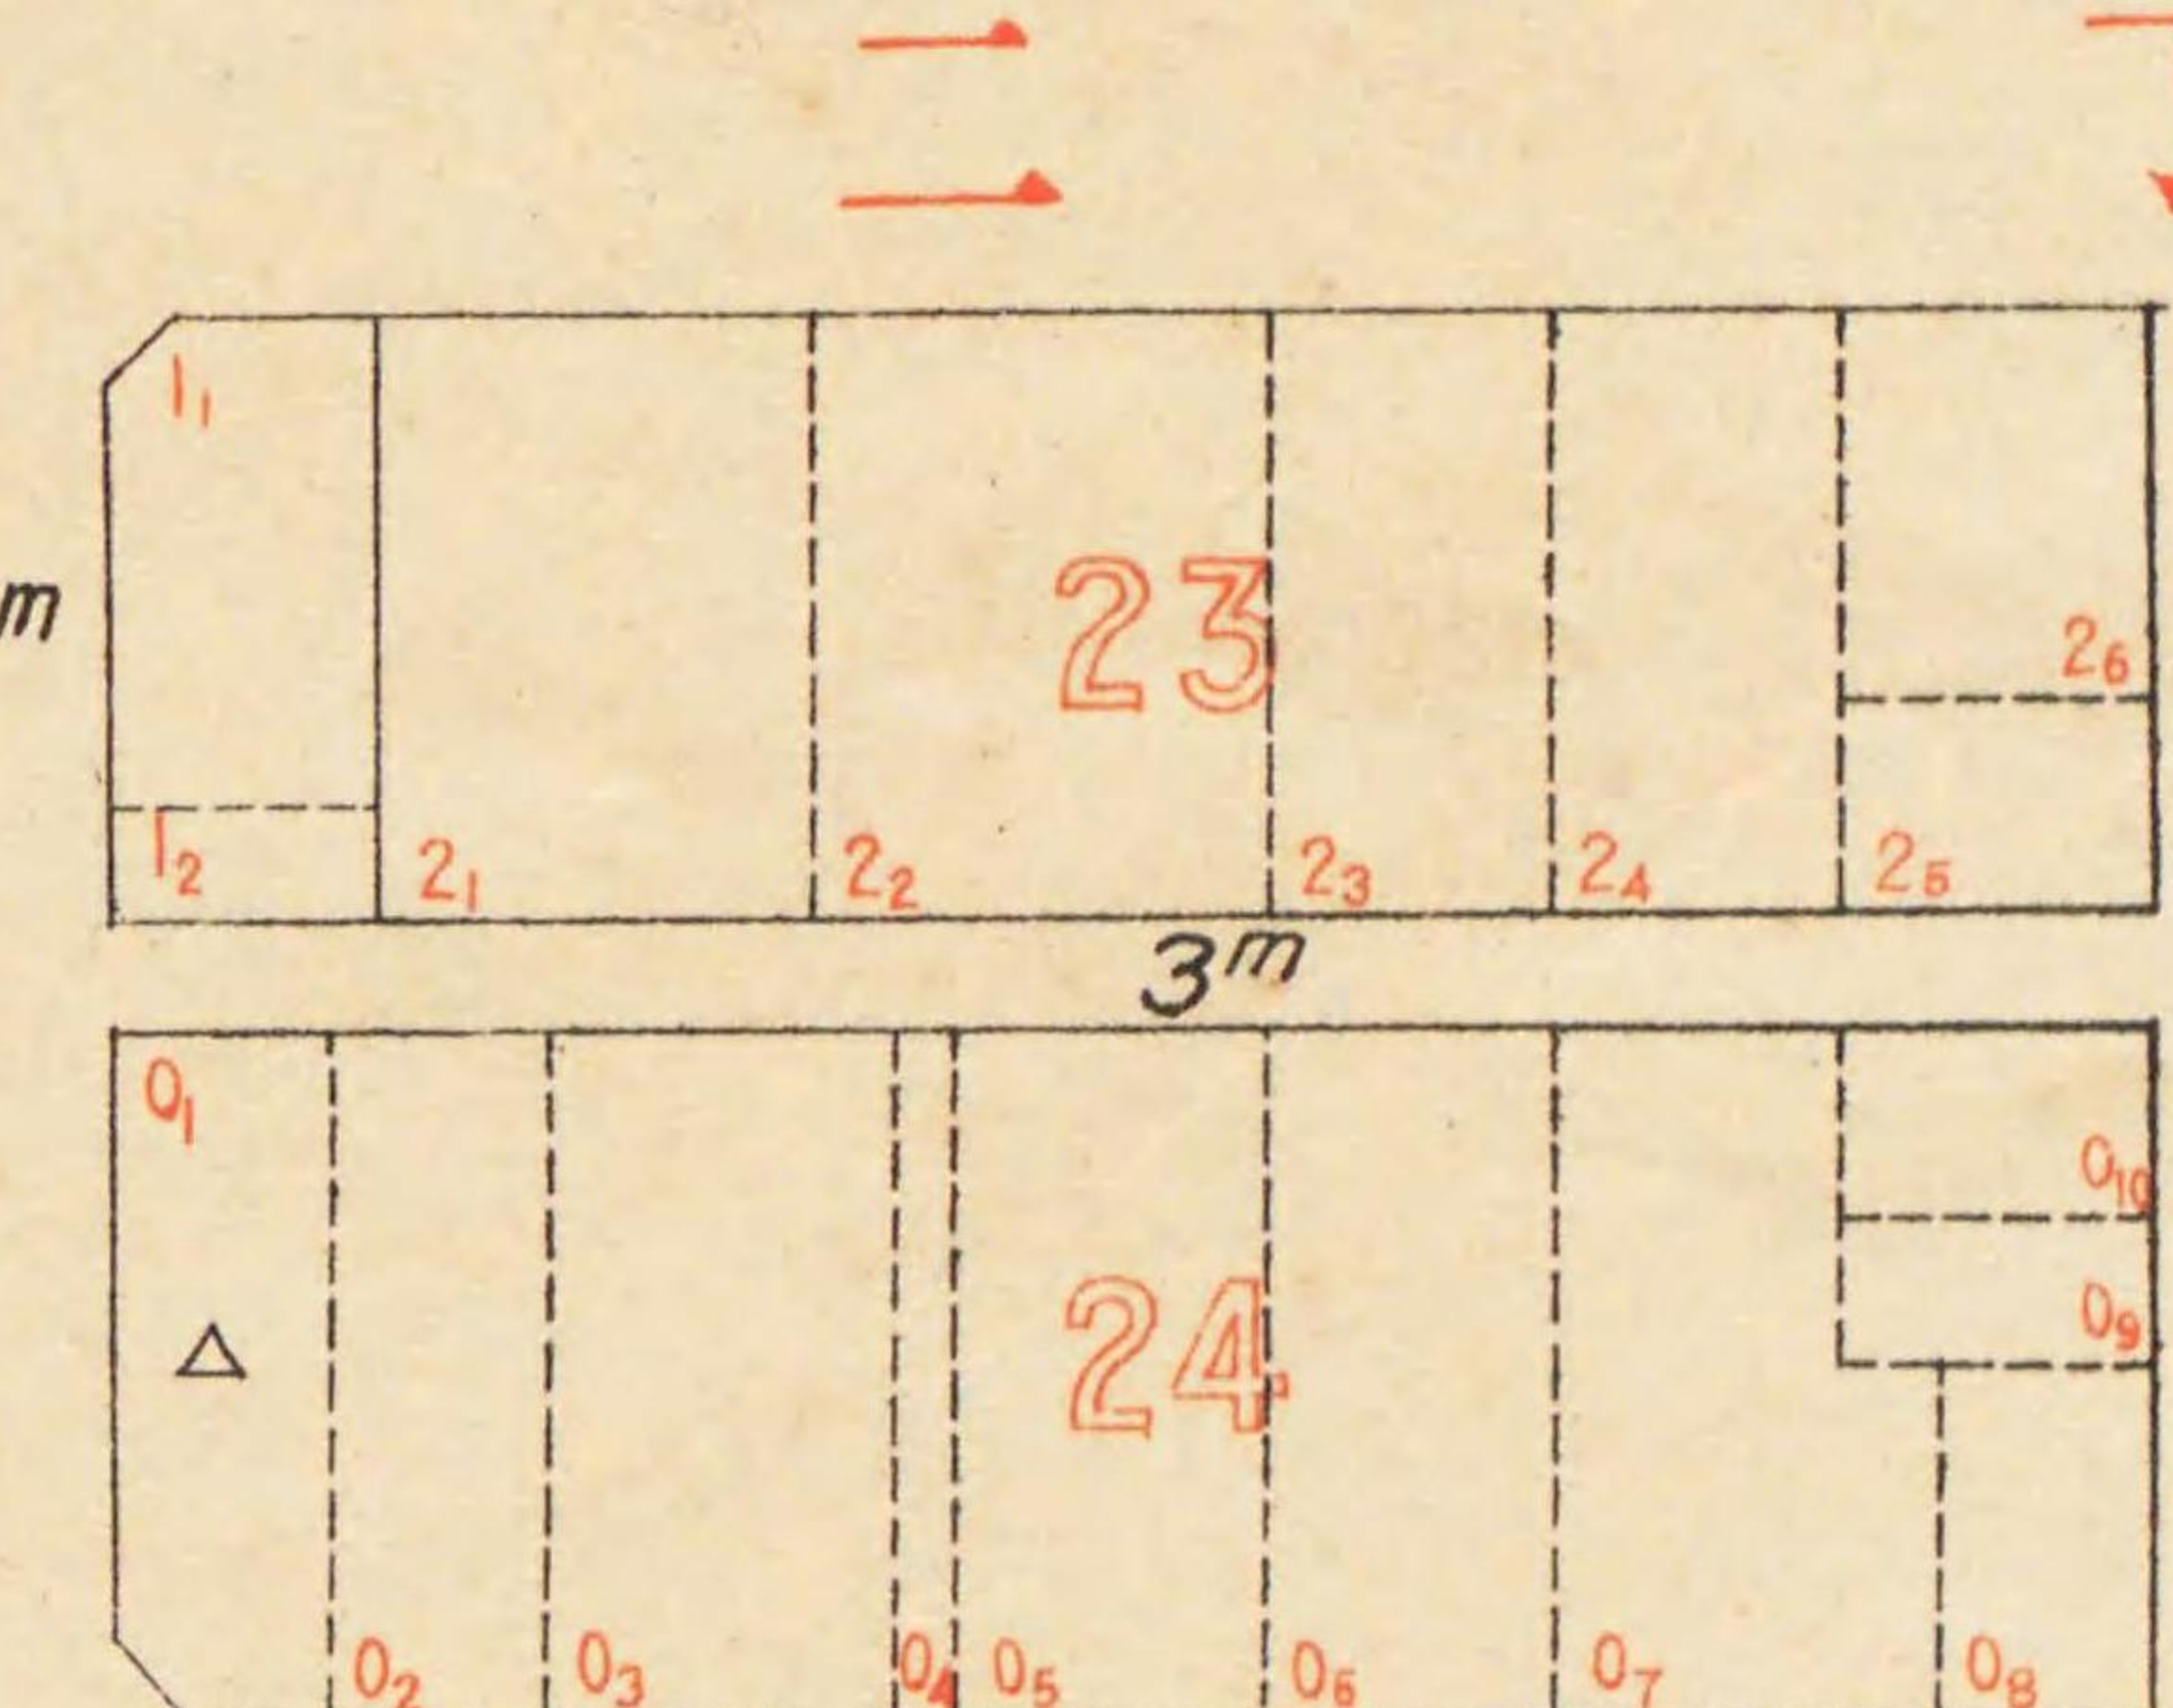 1₁
23
m
2₆
1₂ 2₁ 2₂ 2₃ 2₄ 2₅
3ᵐ
0₁
0₁₀
24
0₉
0₂ 0₃ 0₄ 0₅ 0₆ 0₇ 0₈